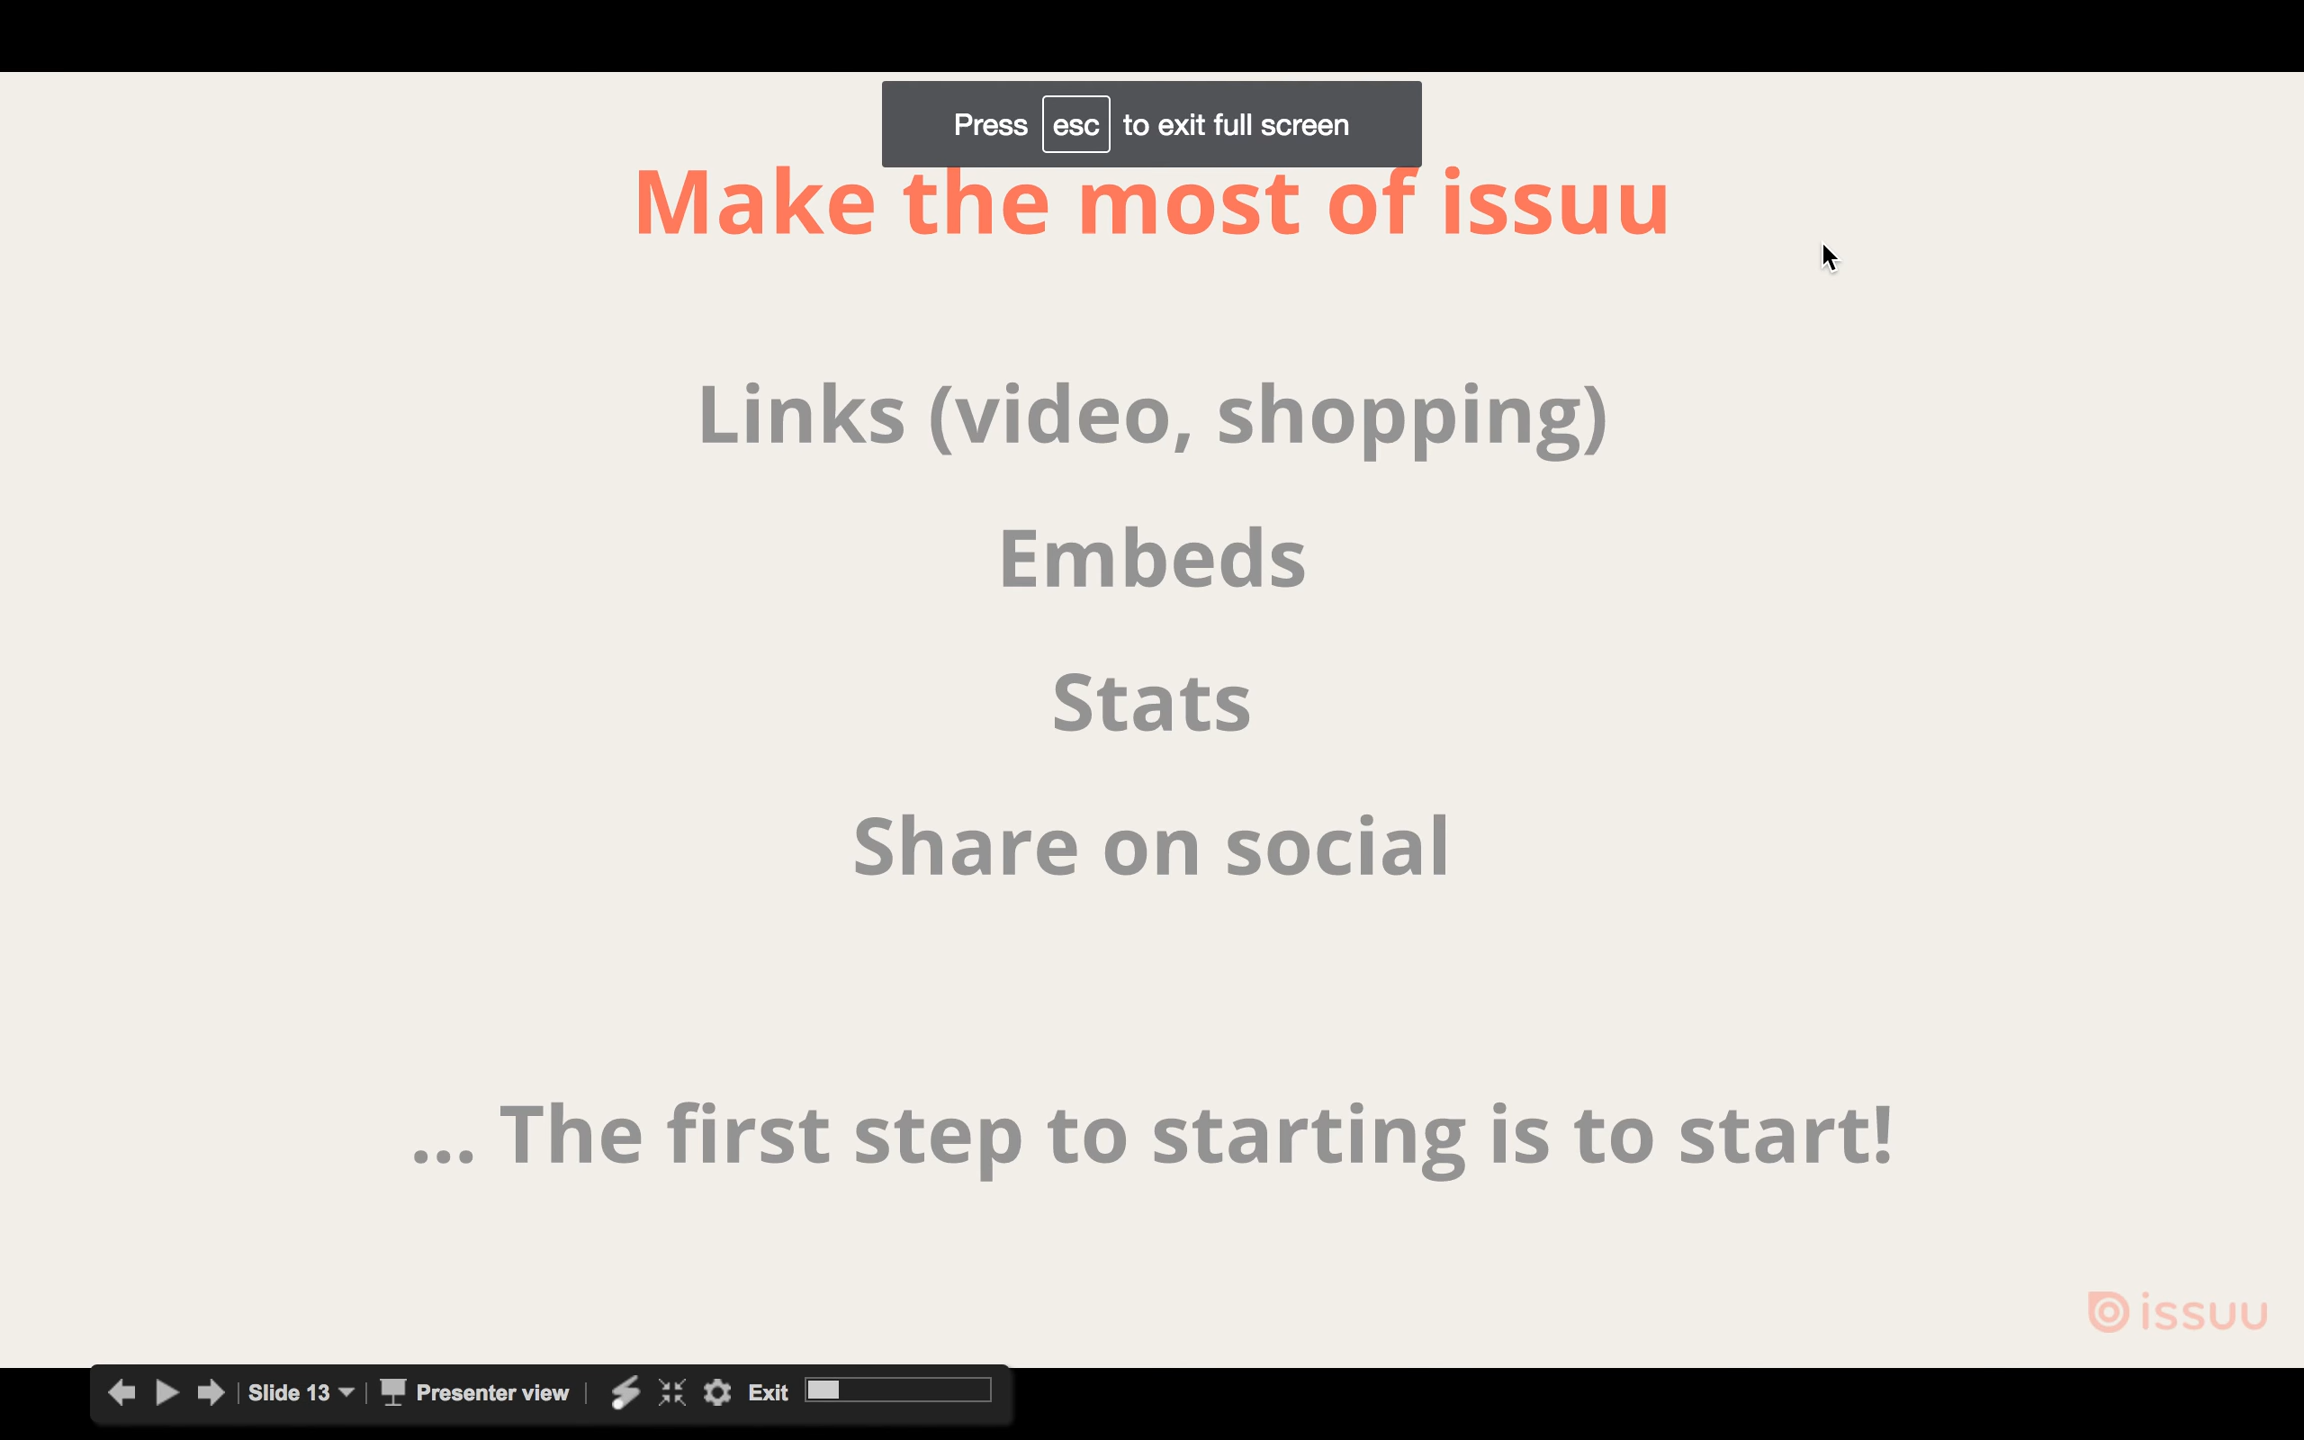 Press esc to exit full screen
Make the most of issuu
Links (video, shopping)
Embeds
Stats
Share on social
... The first step to starting is to start!
issuu
Slide 13 Presenter view Exit